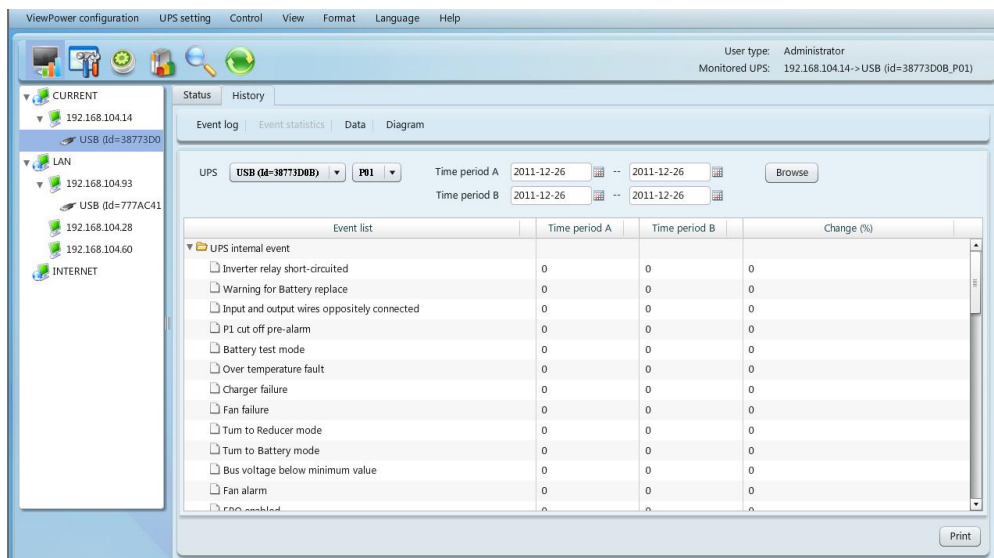 ViewPower configuration UPS setting Control View Format Language Help
User type: Administrator
Monitored UPS: 192.168.104.14->USB (id=38773D0B_P01)
CURRENT
192.168.104.14
USB (Id=38773D0
LAN
192.168.104.93
USB (Id=777AC41
192.168.104.28
192.168.104.60
INTERNET
Status History
Event log Event statistics Data Diagram
UPS USB (Id=38773D0B) P01 Time period A 2011-12-26 -- 2011-12-26 Browse
Time period B 2011-12-26 -- 2011-12-26
Event list Time period A Time period B Change (%)
UPS internal event
Inverter relay short-circuited 0 0 0
Warning for Battery replace 0 0 0
Input and output wires oppositely connected 0 0 0
P1 cut off pre-alarm 0 0 0
Battery test mode 0 0 0
Over temperature fault 0 0 0
Charger failure 0 0 0
Fan failure 0 0 0
Turn to Reducer mode 0 0 0
Turn to Battery mode 0 0 0
Bus voltage below minimum value 0 0 0
Fan alarm 0 0 0
EPO enabled 0 0 0
Print